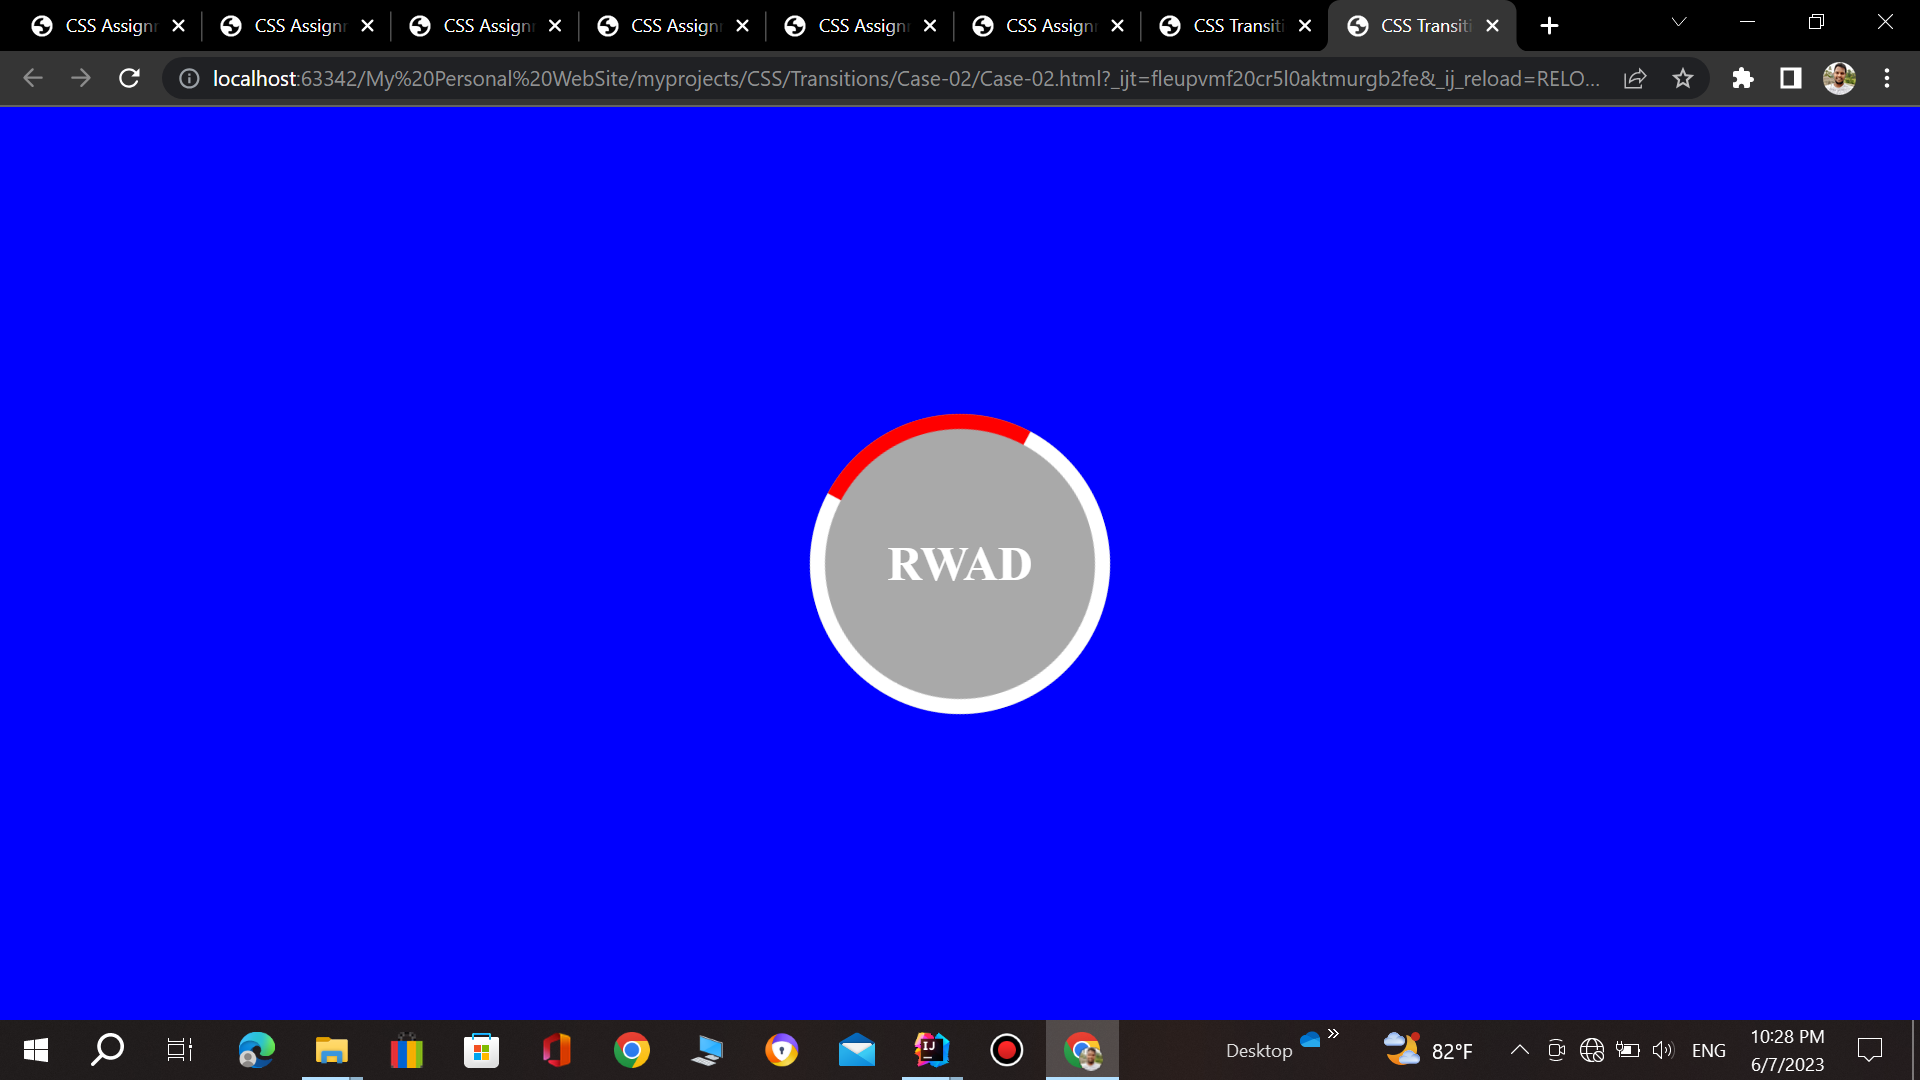 CSS Assignr CSS Assignr CSS Assignr CSS Assignr CSS Assignr CSS Assignr CSS Transiti CSS Transiti
localhost:63342/My%20Personal%20WebSite/myprojects/CSS/Transitions/Case-02/Case-02.html?_ijt=fleupvmf20cr5l0aktmurgb2fe&_ij_reload=RELO...
RWAD
IJ
Desktop 82°F ENG 10:28 PM
6/7/2023